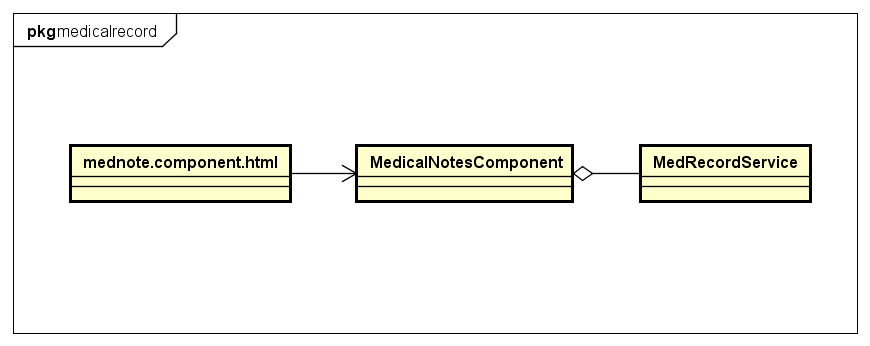 pkgmedicalrecord
mednote.component.html
MedicalNotesComponent
MedRecordService